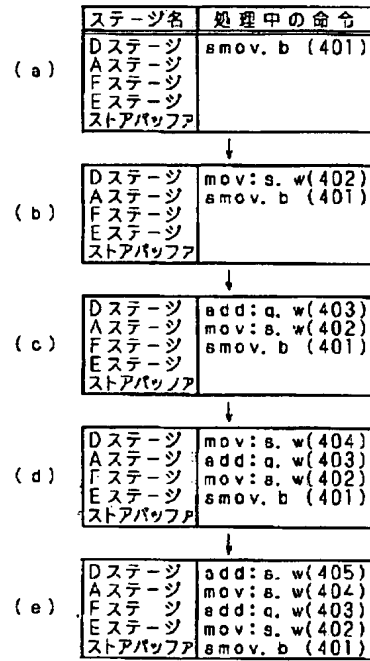 ステージ名 処理中の命令
(a)
Dステージ smov. b (401)
Aステージ
Fステージ
Eステージ
ストアバッファ
↓
(b)
Dステージ mov:s. w(402)
Aステージ smov. b (401)
Fステージ
Eステージ
ストアバッファ
↓
(c)
Dステージ add:q. w(403)
Aステージ mov:s. w(402)
Fステージ smov. b (401)
Eステージ
ストアバッファ
↓
(d)
Dステージ mov:s. w(404)
Aステージ add:q. w(403)
Fステージ mov:s. w(402)
Eステージ smov. b (401)
ストアバッファ
↓
(e)
Dステージ add:s. w(405)
Aステージ mov:s. w(404)
Fステ ジ add:q. w(403)
Eステージ mov:s. w(402)
ストアバッファ smov. b (401)